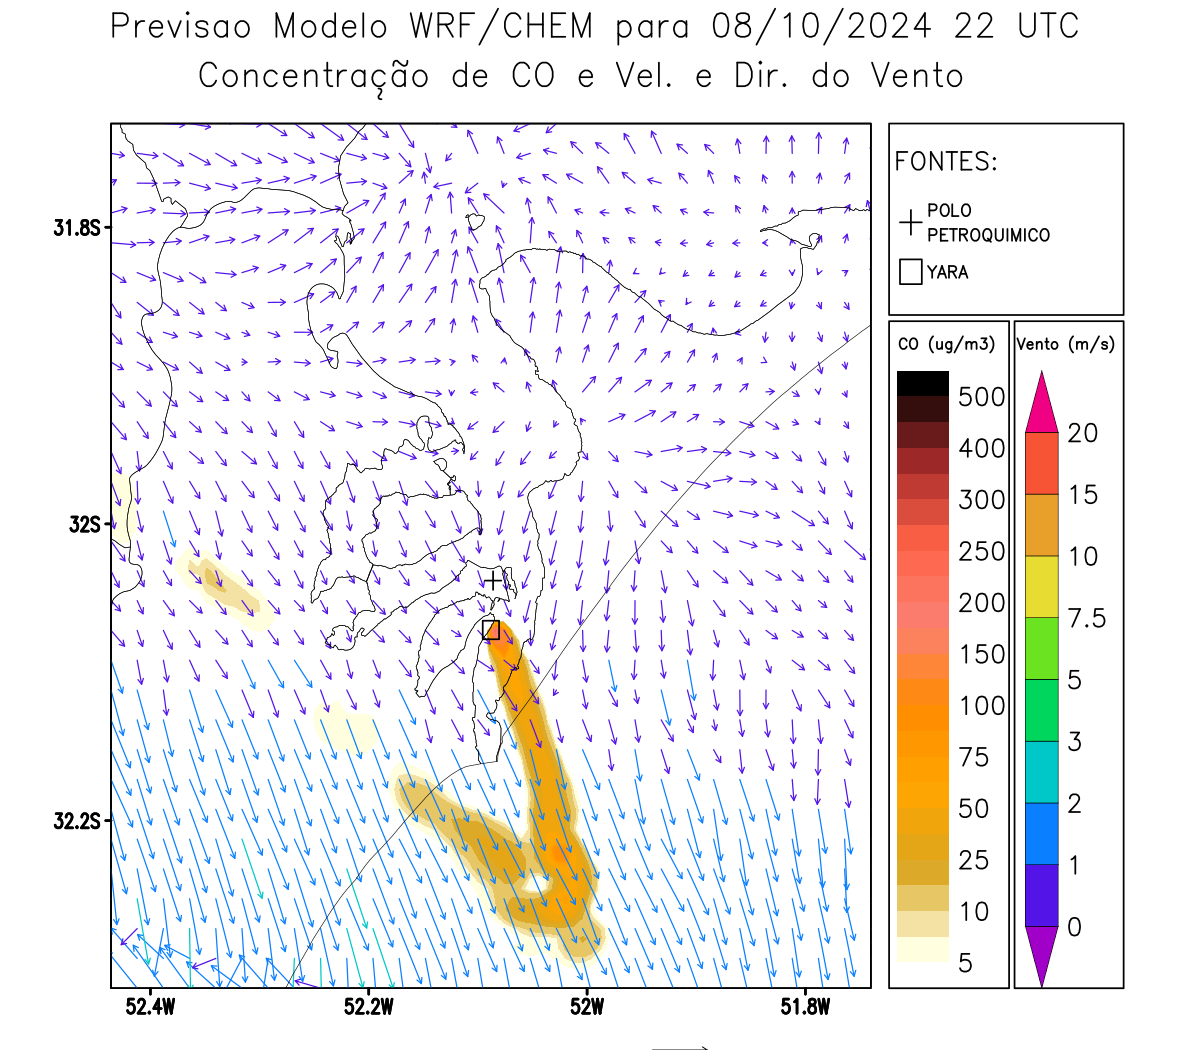 Previsao Modelo WRF/CHEM para 08/10/2024 22 UTC
Concentração de CO e Vel. e Dir. do Vento
FONTES:
POLO
PETROQUIMICO
YARA
CO (ug/m3)
500
400
300
250
200
150
100
75
50
25
10
5
Vento (m/s)
20
15
10
7.5
5
3
2
1
0
31.8S
32S
32.2S
52.4W
52.2W
52W
51.8W